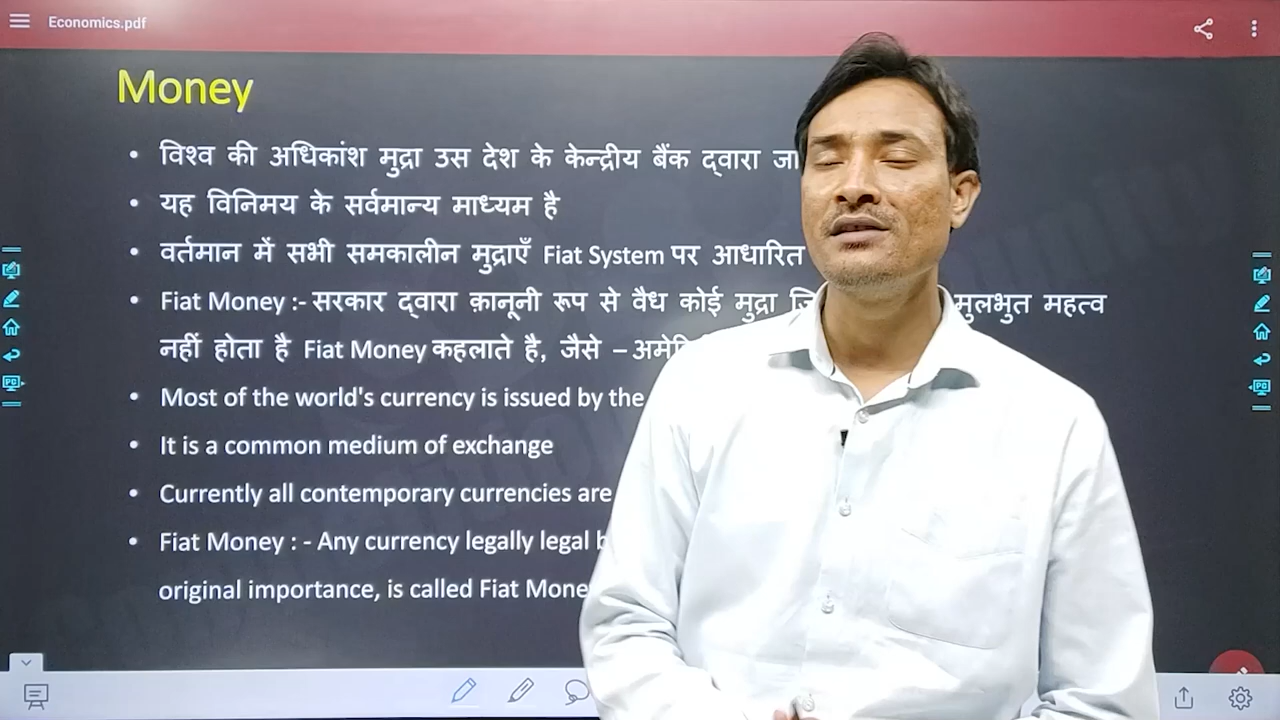 Economics.pdf
Money
• विश्व की अधिकांश मुद्रा उस देश के केन्द्रीय बैंक द्वारा
• यह विनिमय के सर्वमान्य माध्यम है
• वर्तमान में सभी समकालीन मुद्राएँ Fiat System पर आधारित
• Fiat Money :- सरकार द्वारा क़ानूनी रूप से वैध कोई मुद्रा मुलभुत महत्व
नहीं होता है Fiat Money कहलाते है, जैसे –
• Most of the world's currency is issued by the
• It is a common medium of exchange
• Currently all contemporary currencies are
• Fiat Money : - Any currency legally legal
original importance, is called Fiat